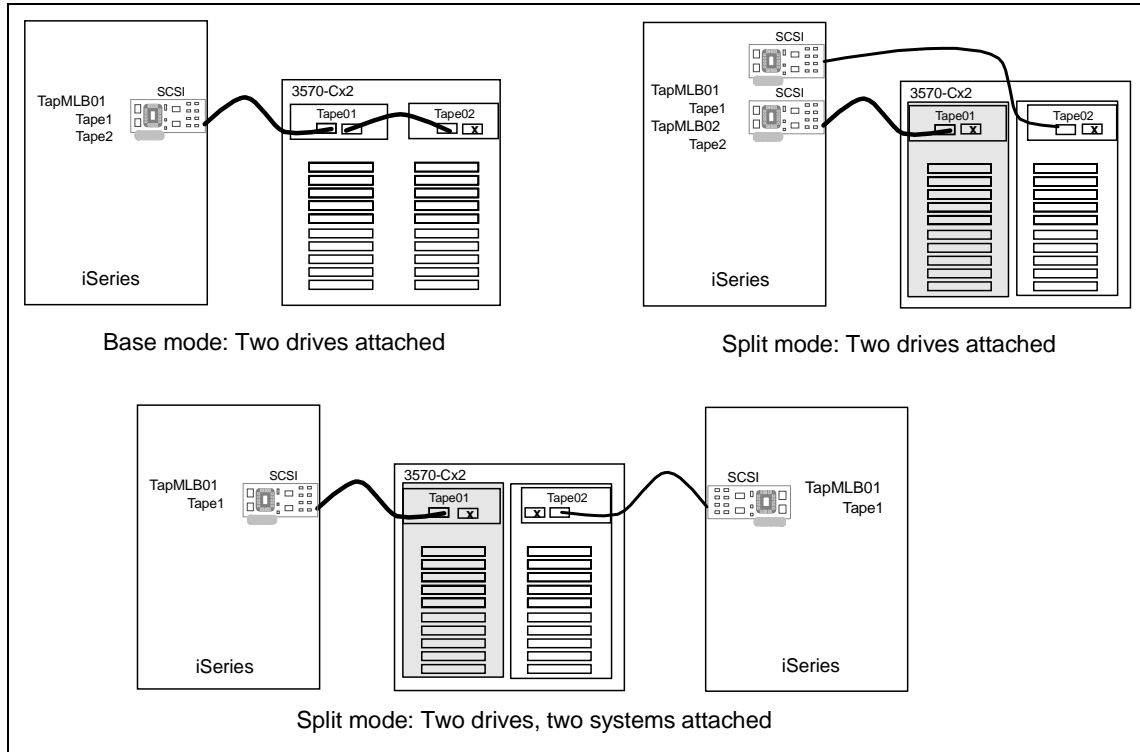 SCSI
TapMLB01
Tape1
Tape2
3570-Cx2
Tape01
Tape02
X
X
iSeries
Base mode: Two drives attached
SCSI
TapMLB01
Tape1
TapMLB02
Tape2
SCSI
3570-Cx2
Tape01
X
Tape02
X
iSeries
Split mode: Two drives attached
TapMLB01
Tape1
SCSI
3570-Cx2
Tape01
X
Tape02
X
SCSI
TapMLB01
Tape1
iSeries
iSeries
Split mode: Two drives, two systems attached